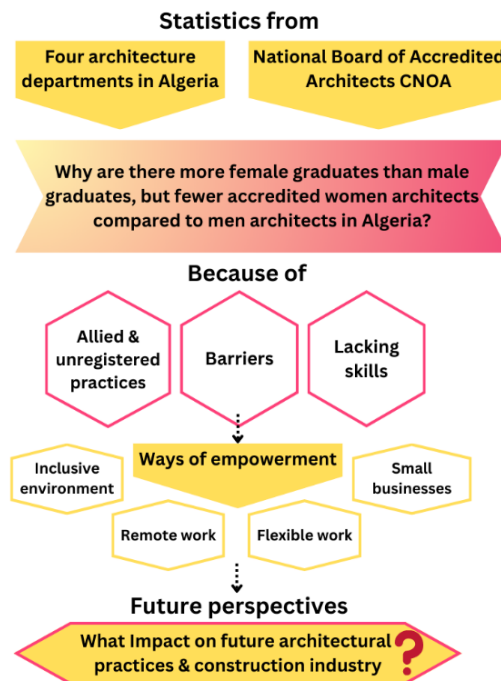 Statistics from
Four architecture
departments in Algeria
National Board of Accredited
Architects CNOA
Why are there more female graduates than male
graduates, but fewer accredited women architects
compared to men architects in Algeria?
Because of
Allied &
unregistered
practices
Barriers
Lacking
skills
Ways of empowerment
Inclusive
environment
Small
businesses
Remote work
Flexible work
Future perspectives
What Impact on future architectural
practices & construction industry
?